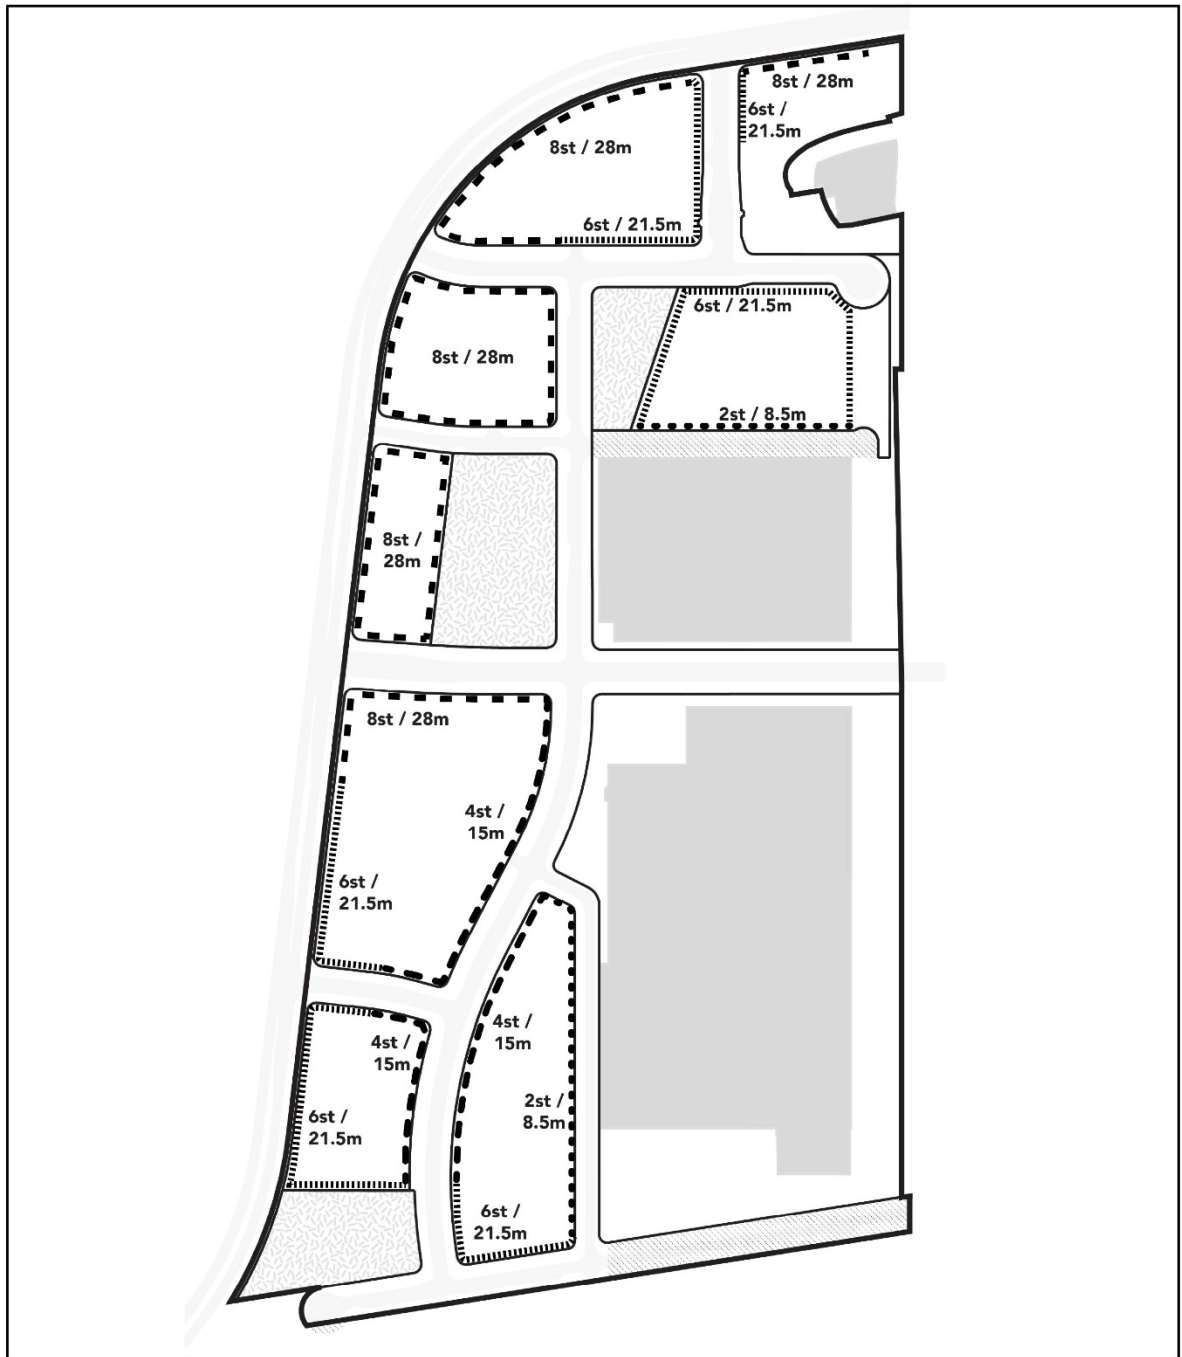 8st / 28m
6st /
21.5m
8st / 28m
6st / 21.5m
6st / 21.5m
8st / 28m
2st / 8.5m
8st /
28m
8st / 28m
4st /
15m
6st /
21.5m
4st /
15m
4st /
15m
2st /
8.5m
6st /
21.5m
6st /
21.5m